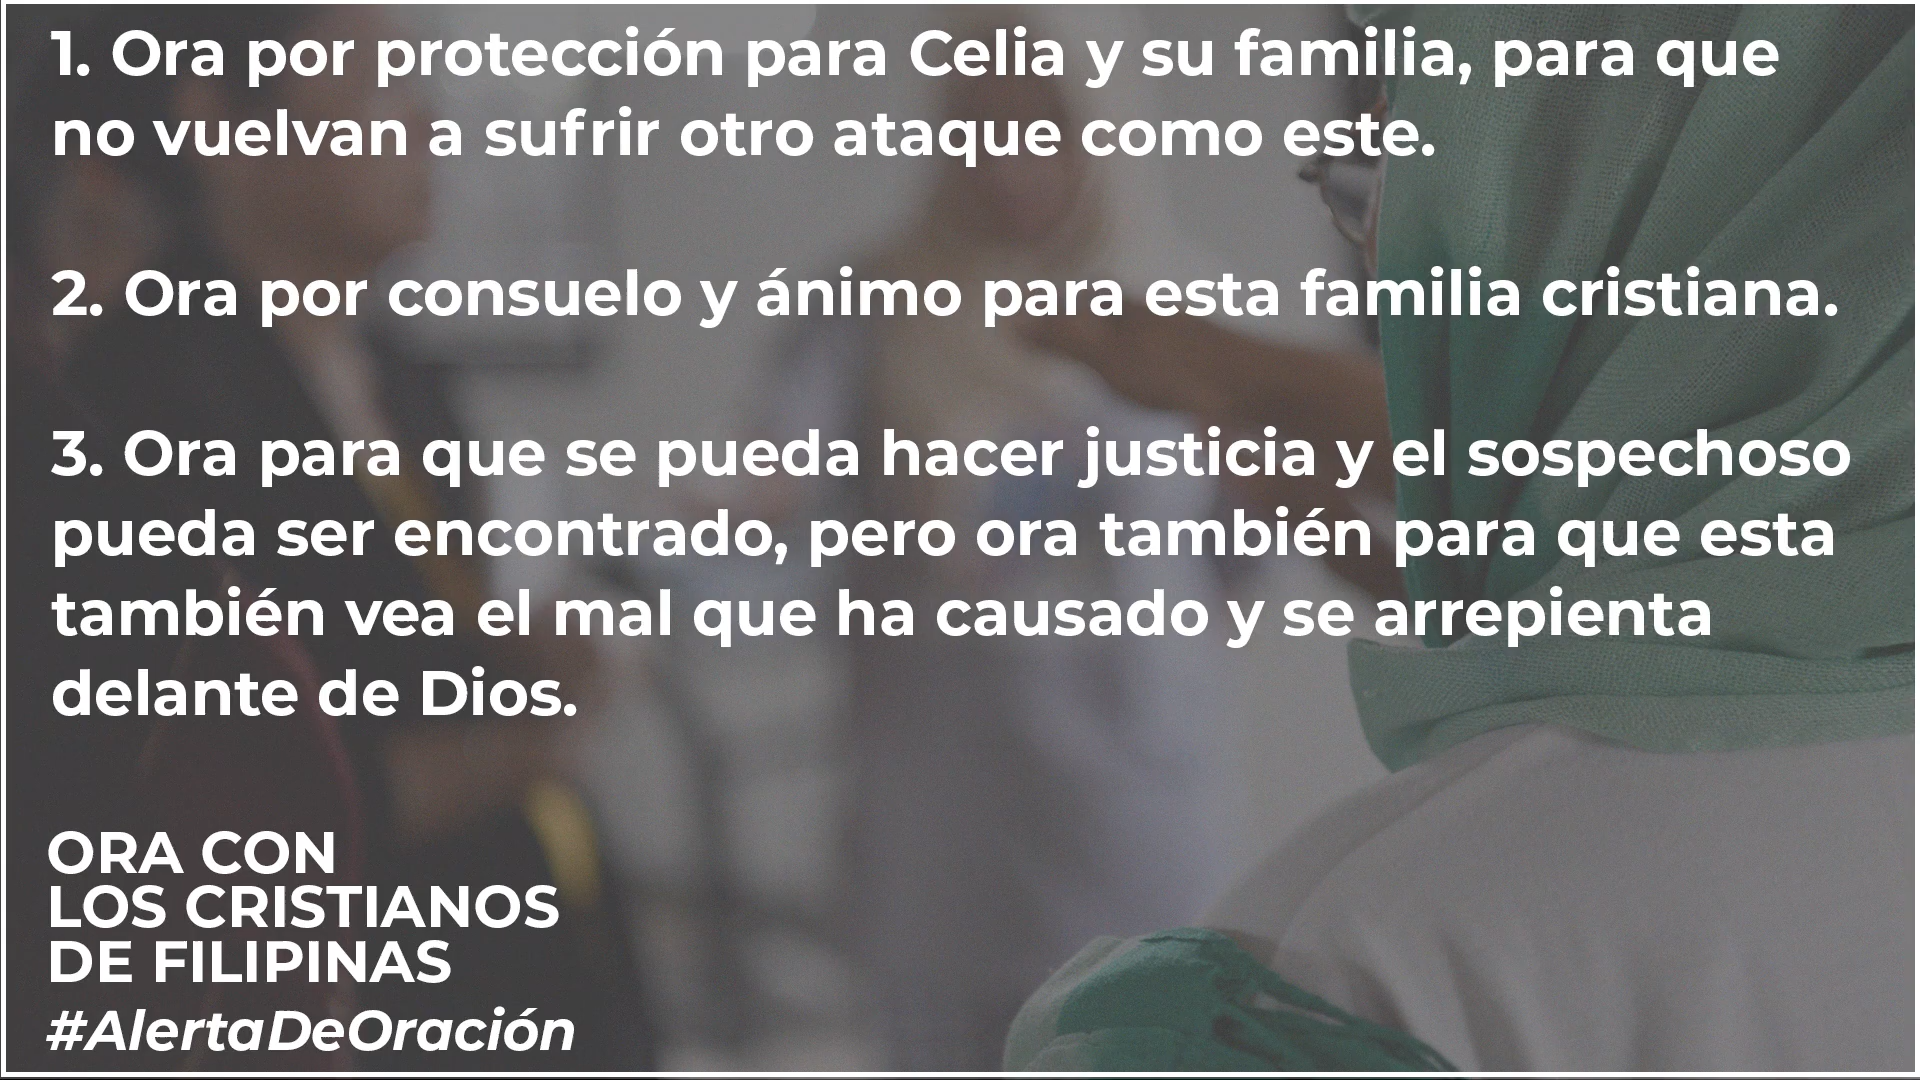 1. Ora por protección para Celia y su familia, para que
no vuelvan a sufrir otro ataque como este.
2. Ora por consuelo y ánimo para esta familia cristiana.
3. Ora para que se pueda hacer justicia y el sospechoso
pueda ser encontrado, pero ora también para que esta
también vea el mal que ha causado y se arrepienta
delante de Dios.
ORA CON
LOS CRISTIANOS
DE FILIPINAS
#AlertaDeOración